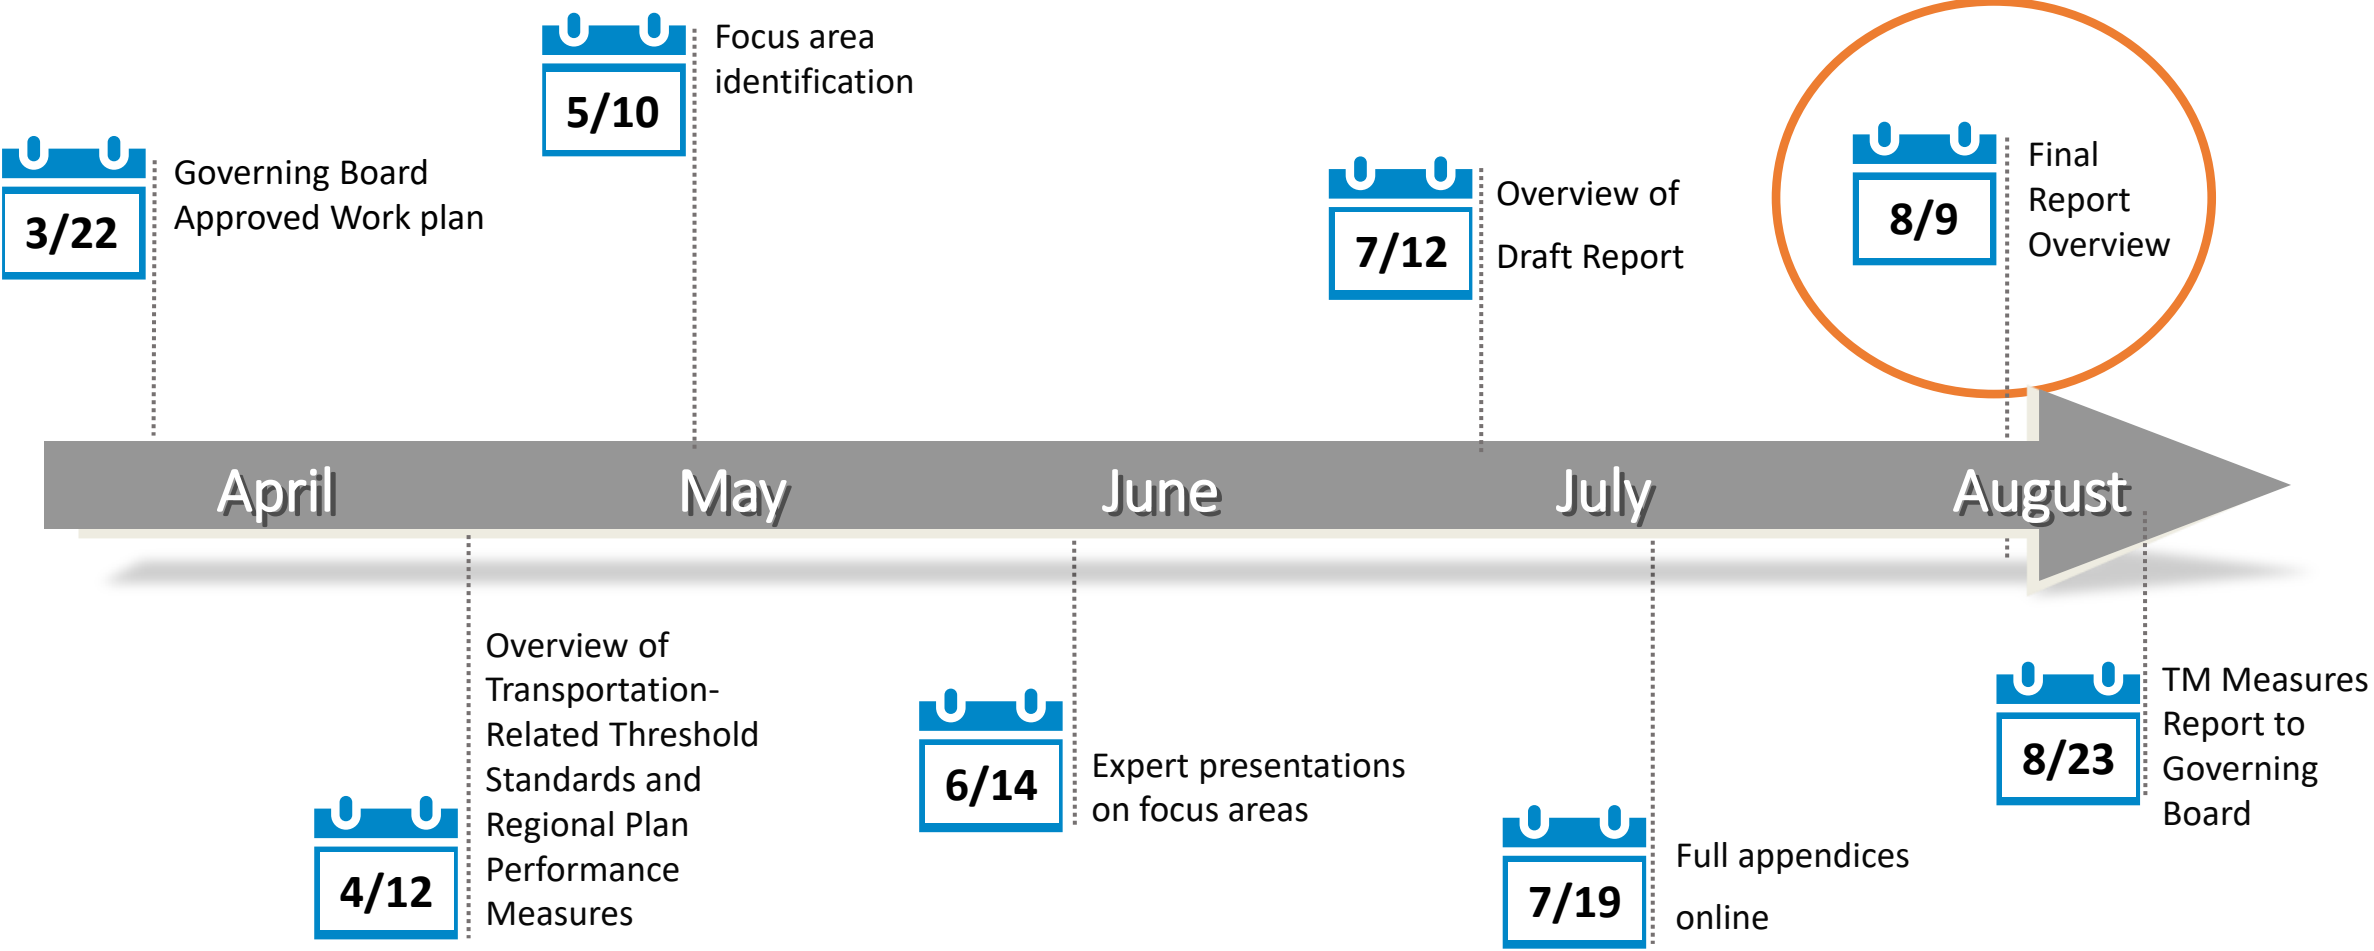 3/22
Governing Board
Approved Work plan
5/10
Focus area
identification
7/12
Overview of
Draft Report
8/9
Final
Report
Overview
April
May
June
July
August
4/12
Overview of
Transportation-
Related Threshold
Standards and
Regional Plan
Performance
Measures
6/14
Expert presentations
on focus areas
7/19
Full appendices
online
8/23
TM Measures
Report to
Governing
Board